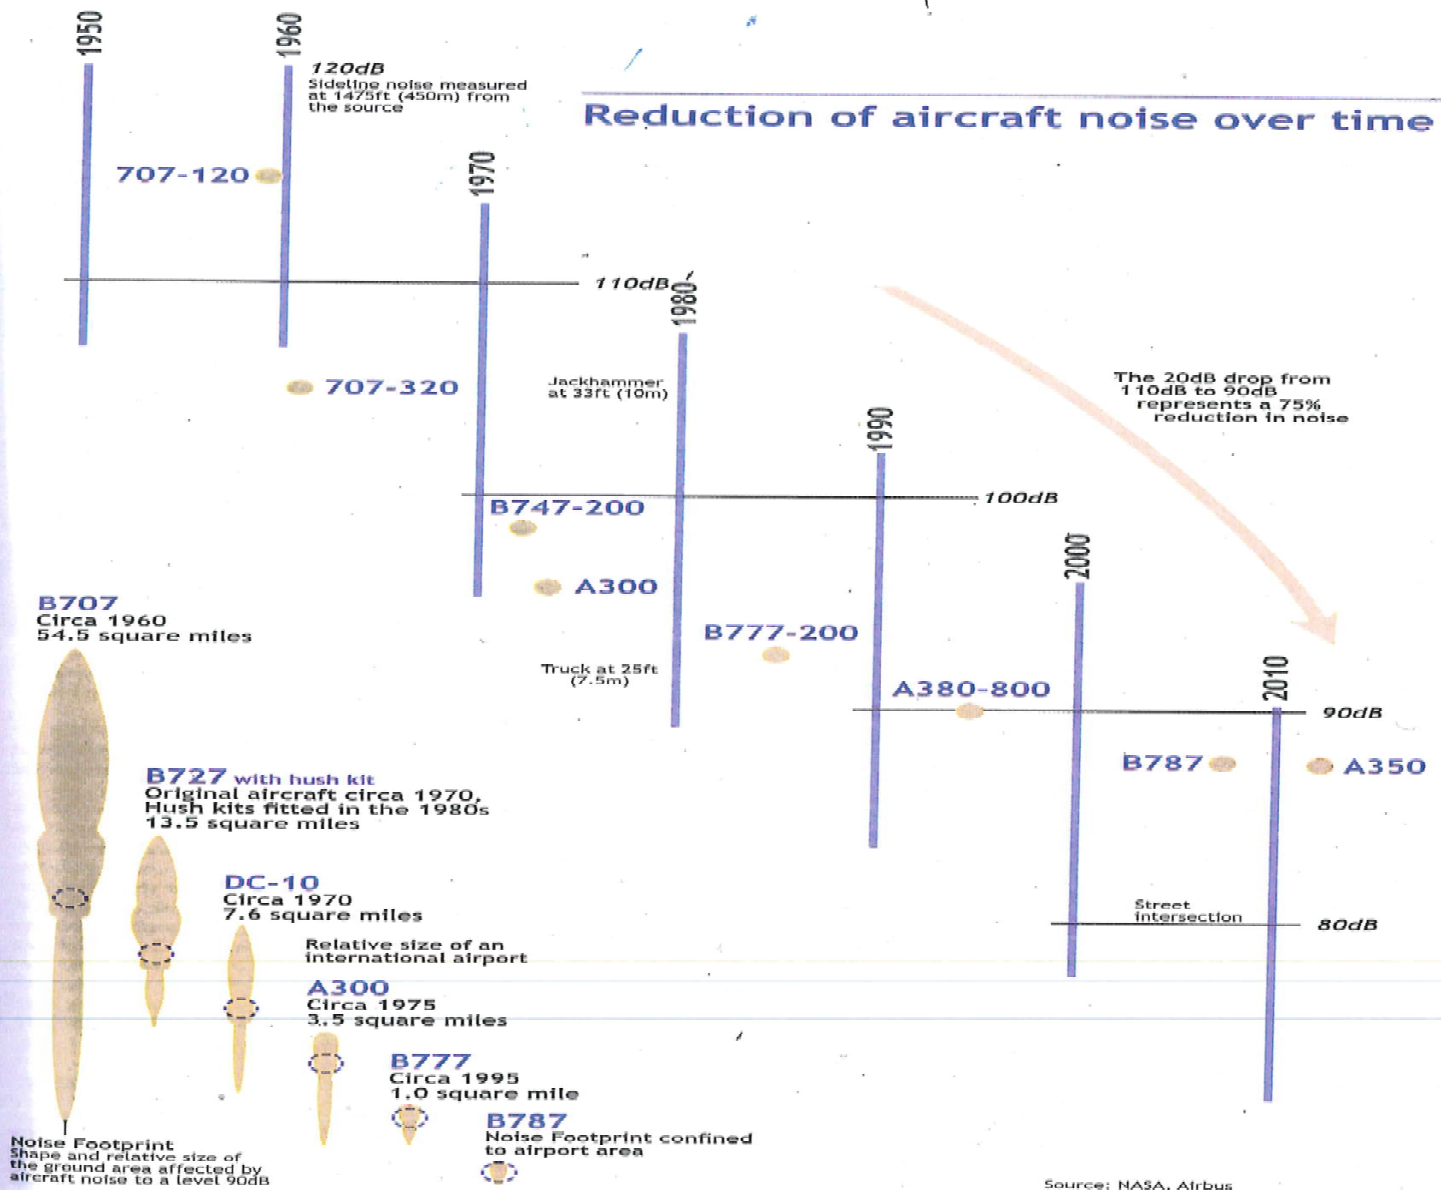 1950
1960
120dB
Sideline noise measured
at 1475ft (450m) from
the source
Reduction of aircraft noise over time
707-120
1970
110dB
1980
707-320
Jackhammer
at 33ft (10m)
The 20dB drop from
110dB to 90dB
represents a 75%
reduction in noise
1990
B747-200
100dB
A300
2000
B777-200
Truck at 25ft
(7.5m)
A380-800
2010
90dB
B787
A350
Street
intersection
80dB
B707
Circa 1960
54.5 square miles
B727 with hush kit
Original aircraft circa 1970,
Hush kits fitted in the 1980s
13.5 square miles
DC-10
Circa 1970
7.6 square miles
Relative size of an
international airport
A300
Circa 1975
3.5 square miles
B777
Circa 1995
1.0 square mile
B787
Noise Footprint confined
to airport area
Noise Footprint
Shape and relative size of
the ground area affected by
aircraft noise to a level 90dB
Source: NASA, Airbus